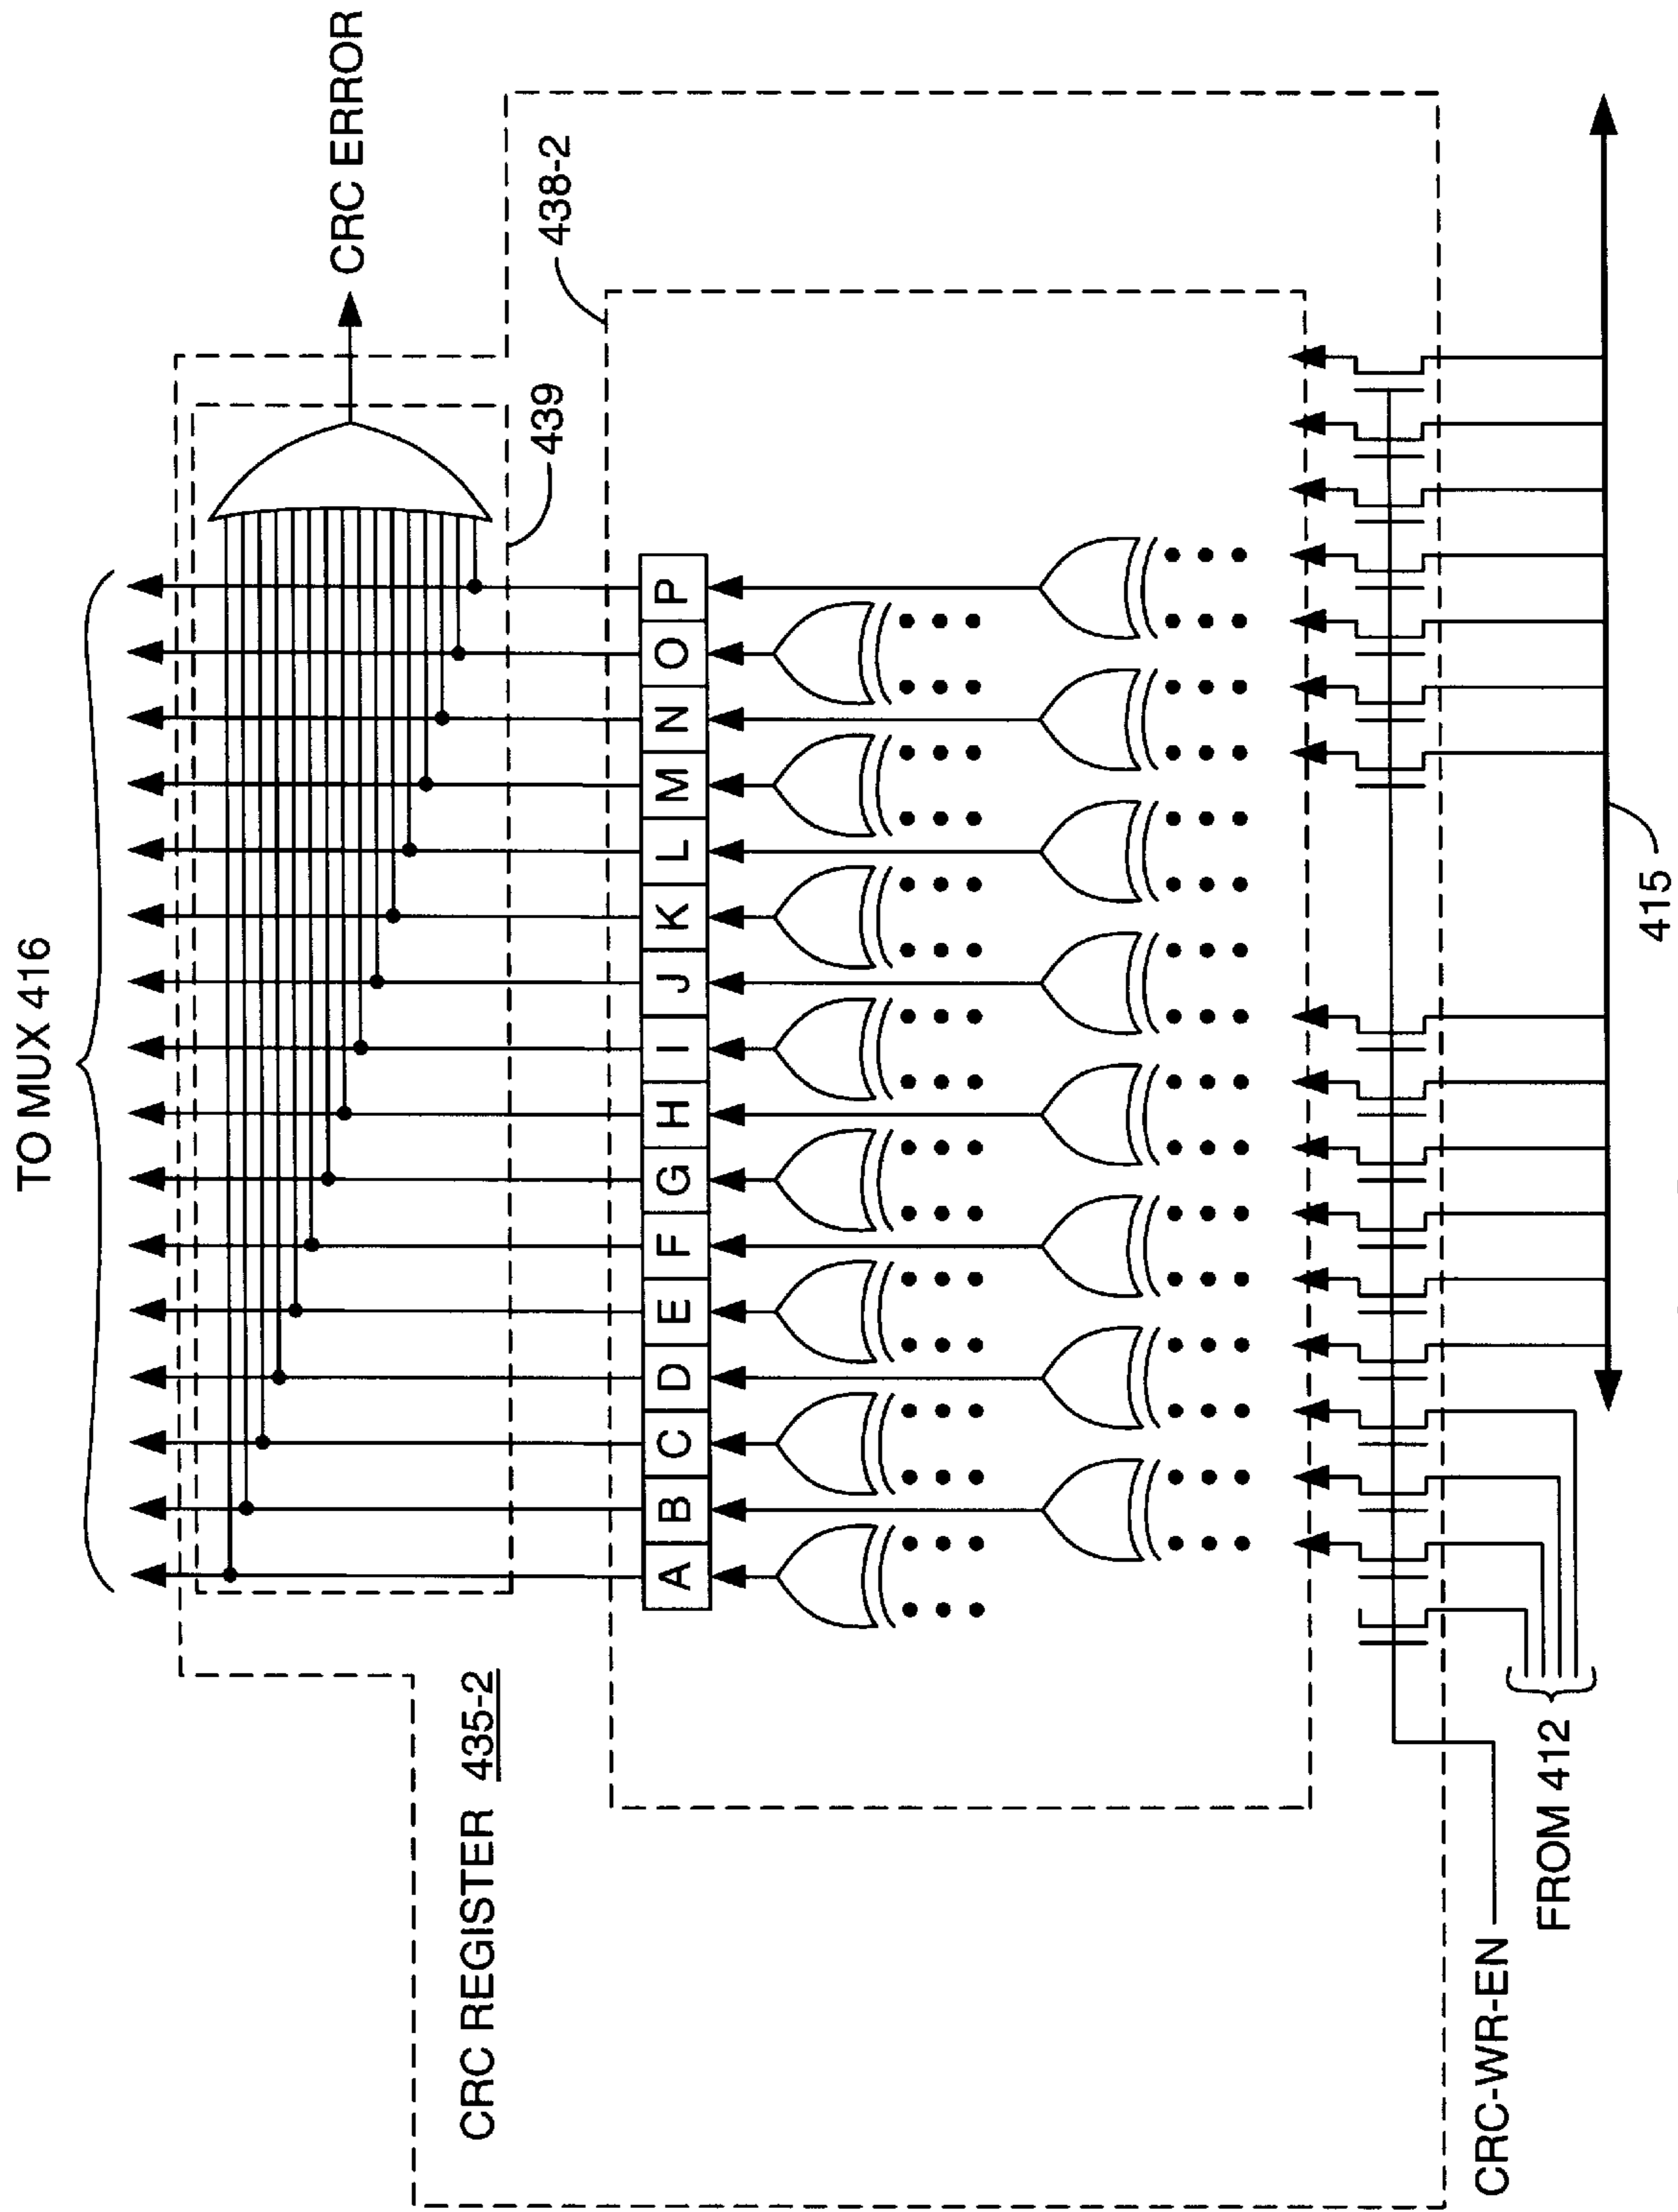 TO MUX 416
CRC ERROR
439
438-2
CRC REGISTER 435-2
A B C D E F G H I J K L M N O P
CRC-WR-EN
FROM 412
415